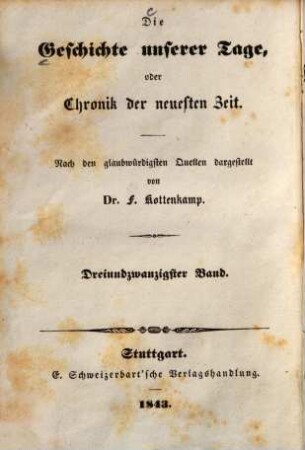 Die
Geschichte unserer Tage,
oder
Chronik der neuesten Zeit.
Nach den glaubwürdigsten Quellen dargestellt
von
Dr. F. Kottenkamp.
Dreiundzwanzigster Band.
Stuttgart.
E. Schweizerbart'sche Verlagshandlung.
1843.